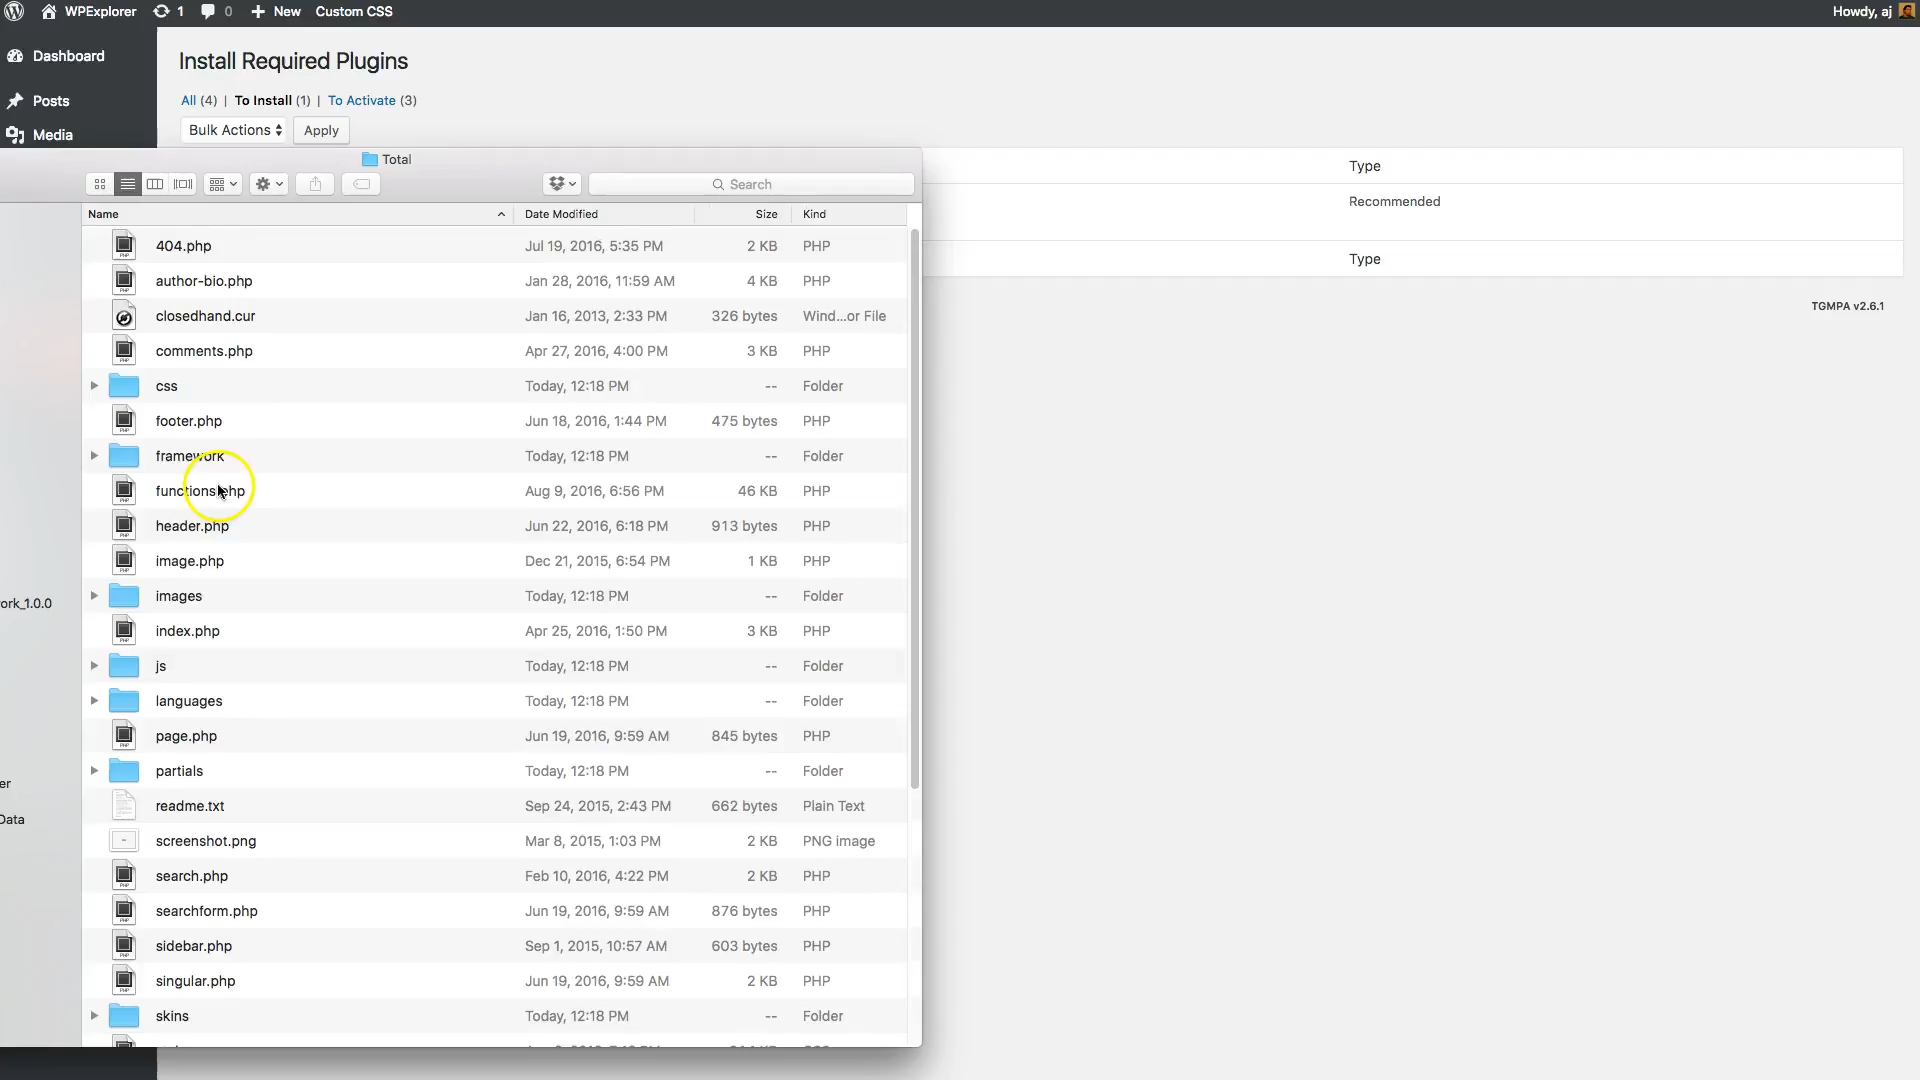 WPExplorer 1 0 New Custom CSS Howdy, aj
Dashboard
Posts
Media
Install Required Plugins
All (4) | To Install (1) | To Activate (3)
Bulk Actions Apply
Type
Recommended
Type
TGMPA v2.6.1
Total
Search
Name Date Modified Size Kind
404.php Jul 19, 2016, 5:35 PM 2 KB PHP
author-bio.php Jan 28, 2016, 11:59 AM 4 KB PHP
closedhand.cur Jan 16, 2013, 2:33 PM 326 bytes Wind...or File
comments.php Apr 27, 2016, 4:00 PM 3 KB PHP
css Today, 12:18 PM -- Folder
footer.php Jun 18, 2016, 1:44 PM 475 bytes PHP
framework Today, 12:18 PM -- Folder
functions.php Aug 9, 2016, 6:56 PM 46 KB PHP
header.php Jun 22, 2016, 6:18 PM 913 bytes PHP
image.php Dec 21, 2015, 6:54 PM 1 KB PHP
images Today, 12:18 PM -- Folder
index.php Apr 25, 2016, 1:50 PM 3 KB PHP
js Today, 12:18 PM -- Folder
languages Today, 12:18 PM -- Folder
page.php Jun 19, 2016, 9:59 AM 845 bytes PHP
partials Today, 12:18 PM -- Folder
readme.txt Sep 24, 2015, 2:43 PM 662 bytes Plain Text
screenshot.png Mar 8, 2015, 1:03 PM 2 KB PNG image
search.php Feb 10, 2016, 4:22 PM 2 KB PHP
searchform.php Jun 19, 2016, 9:59 AM 876 bytes PHP
sidebar.php Sep 1, 2015, 10:57 AM 603 bytes PHP
singular.php Jun 19, 2016, 9:59 AM 2 KB PHP
skins Today, 12:18 PM -- Folder
ork_1.0.0
er
Data